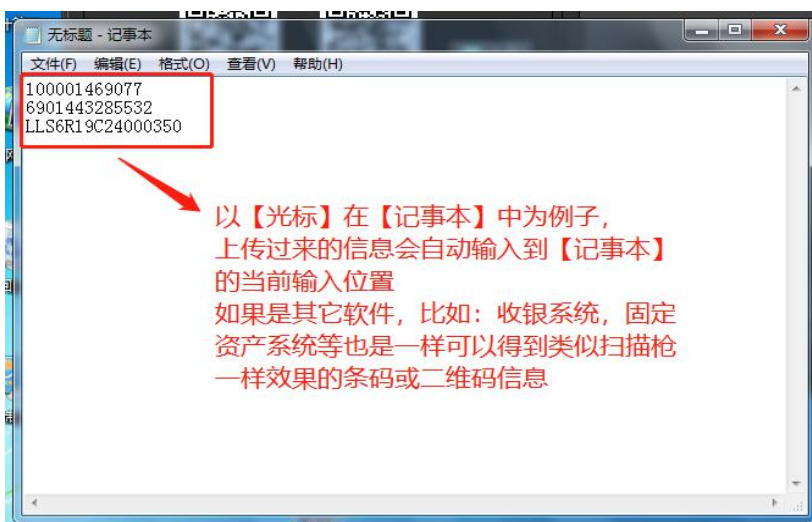 无标题 - 记事本
文件(F) 编辑(E) 格式(O) 查看(V) 帮助(H)
100001469077
6901443285532
LLS6R19C24000350
以【光标】在【记事本】中为例子，
上传过来的信息会自动输入到【记事本】
的当前输入位置
如果是其它软件，比如：收银系统，固定
资产系统等也是一样可以得到类似扫描枪
一样效果的条码或二维码信息